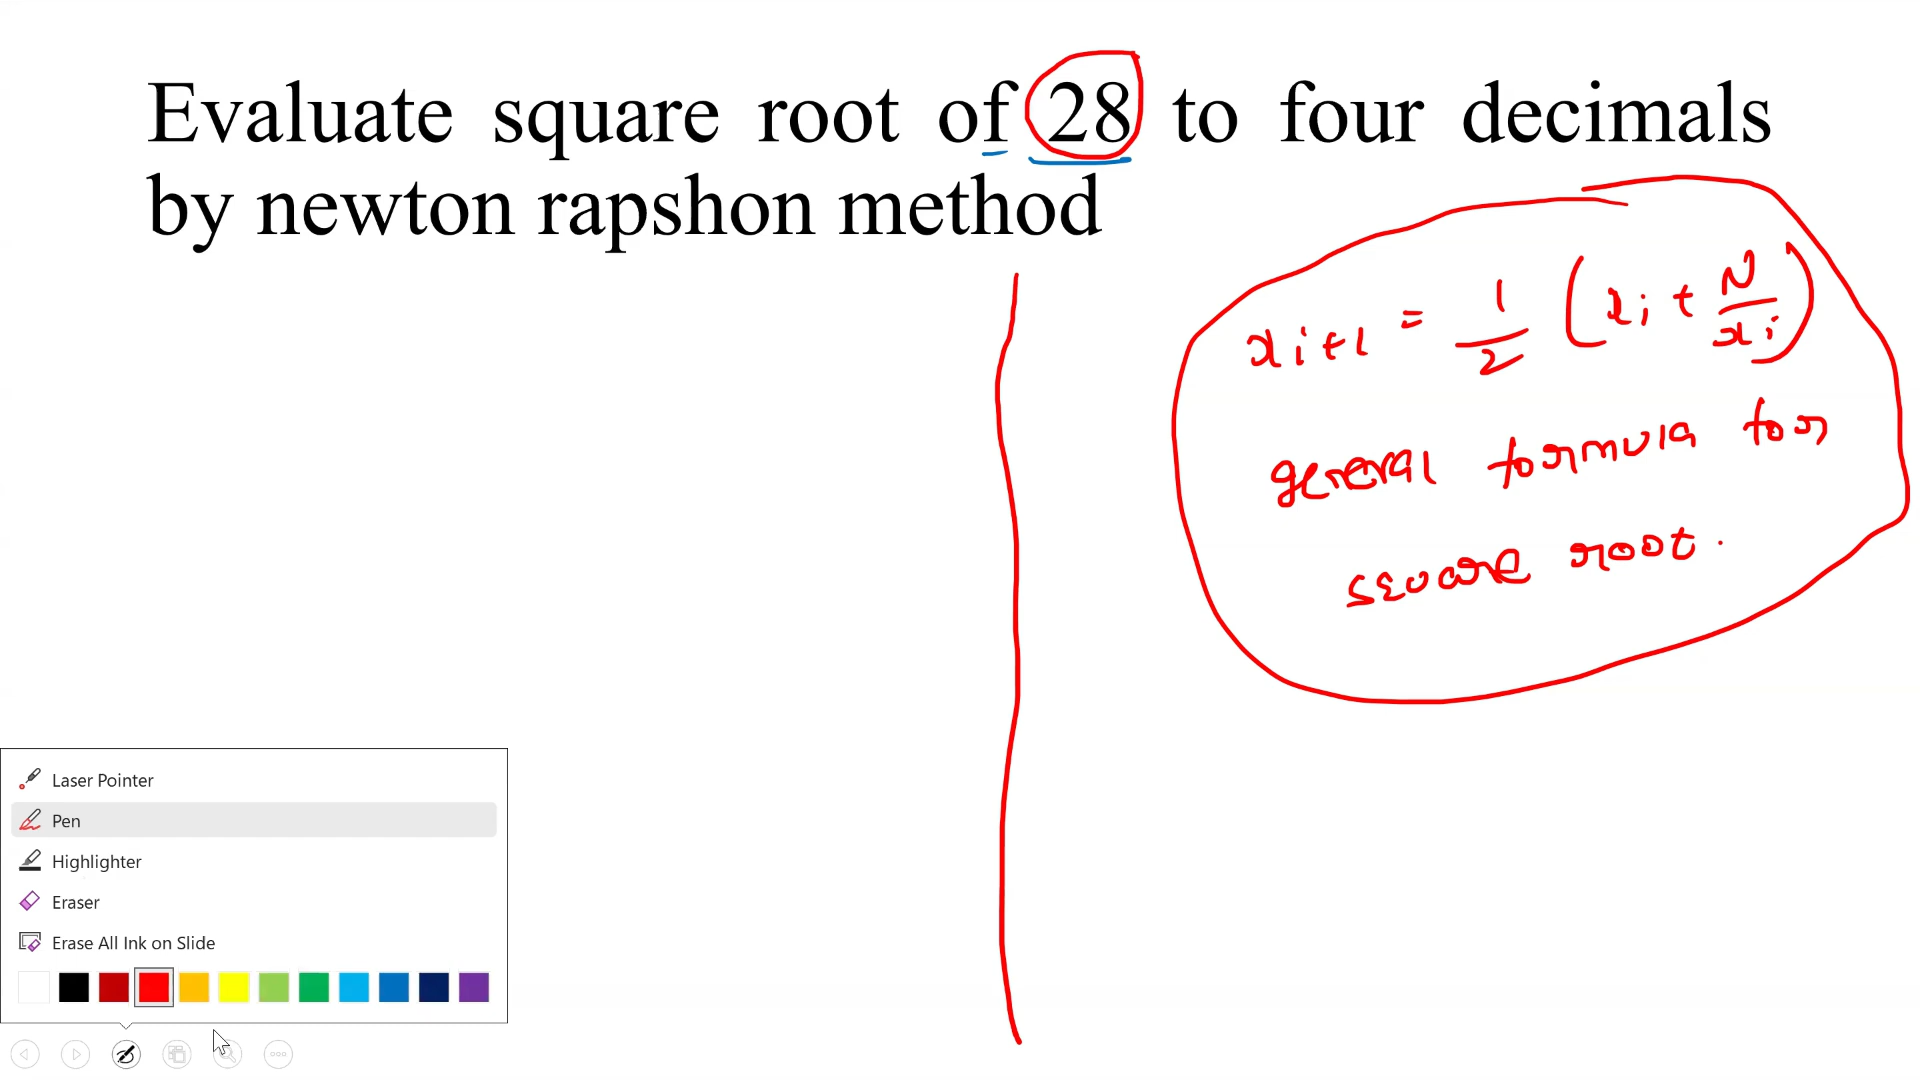 Evaluate square root of 28 to four decimals
by newton rapshon method
x i+1 = 1/2 (xi + N/xi)
general formula for
square root.
Laser Pointer
Pen
Highlighter
Eraser
Erase All Ink on Slide